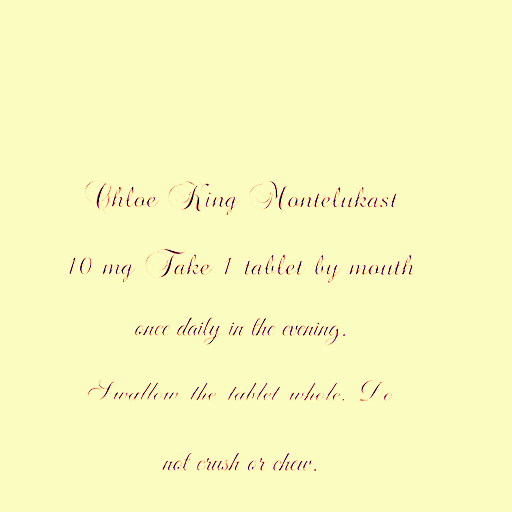 Chloe King Montelukast
10 mg Take 1 tablet by mouth
once daily in the evening.
Swallow the tablet whole. Do
not crush or chew.